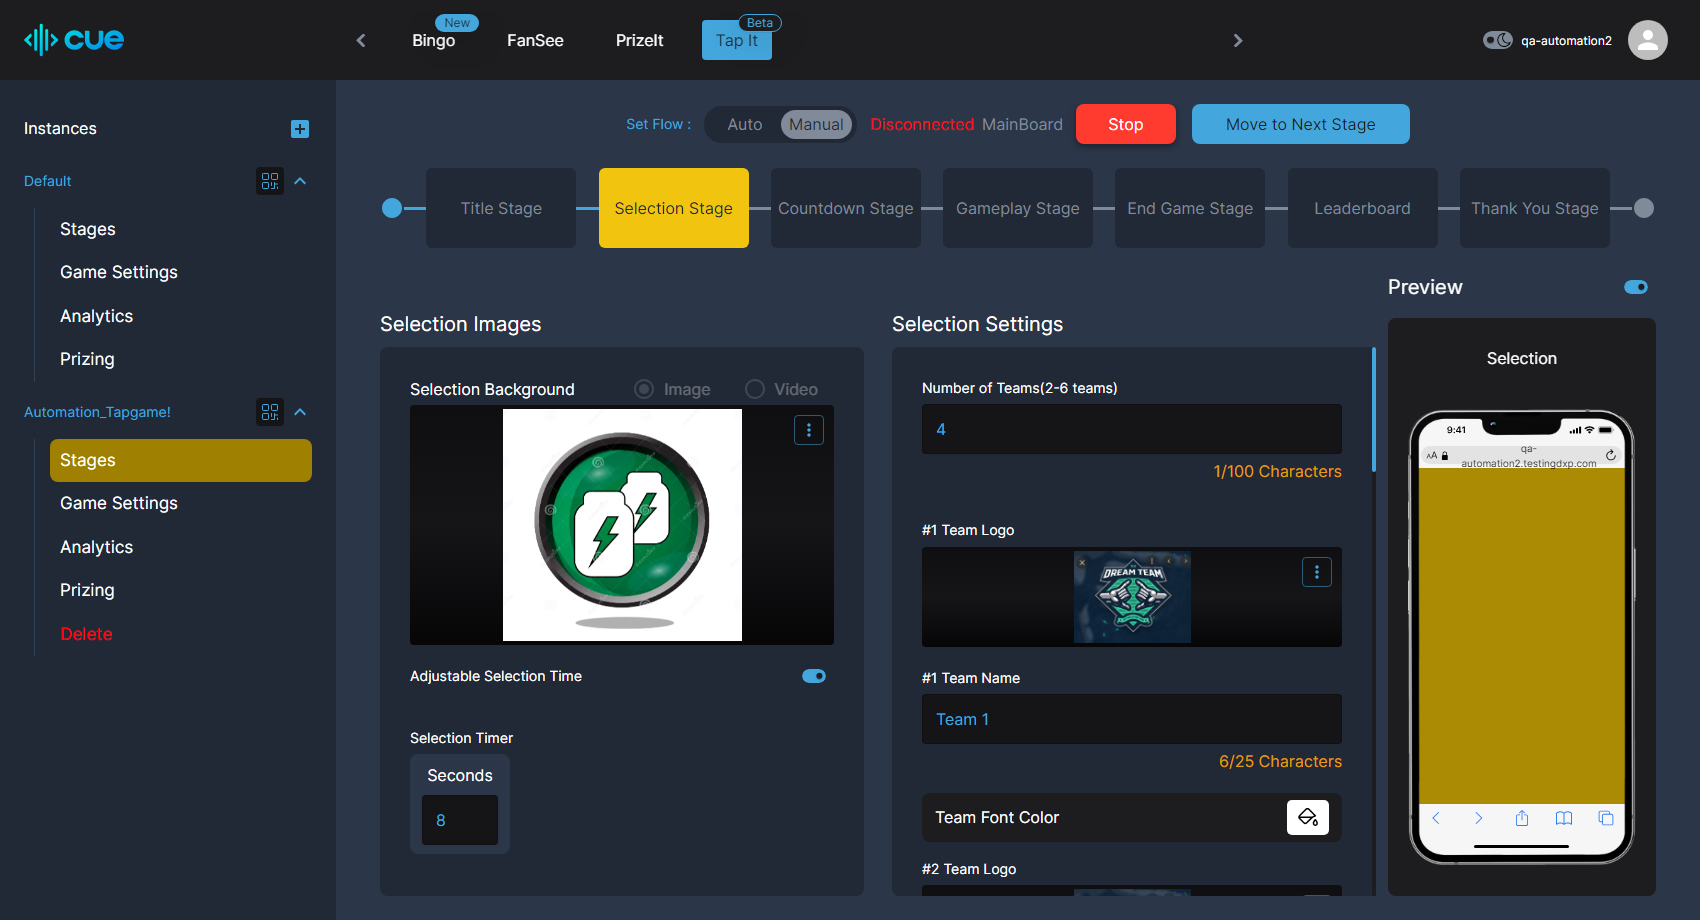 cue
Bingo
New
FanSee
PrizeIt
Tap It
Beta
qa-automation2
Instances
Default
Stages
Game Settings
Analytics
Prizing
Automation_Tapgame!
Stages
Game Settings
Analytics
Prizing
Delete
Set Flow :
Auto
Manual
Disconnected MainBoard
Stop
Move to Next Stage
Title Stage
Selection Stage
Countdown Stage
Gameplay Stage
End Game Stage
Leaderboard
Thank You Stage
Selection Images
Selection Background
Image
Video
Adjustable Selection Time
Selection Timer
Seconds
8
Selection Settings
Number of Teams(2-6 teams)
4
1/100 Characters
#1 Team Logo
DREAM TEAM
#1 Team Name
Team 1
6/25 Characters
Team Font Color
#2 Team Logo
Preview
Selection
9:41
AA
qa-
automation2.testingdxp.com